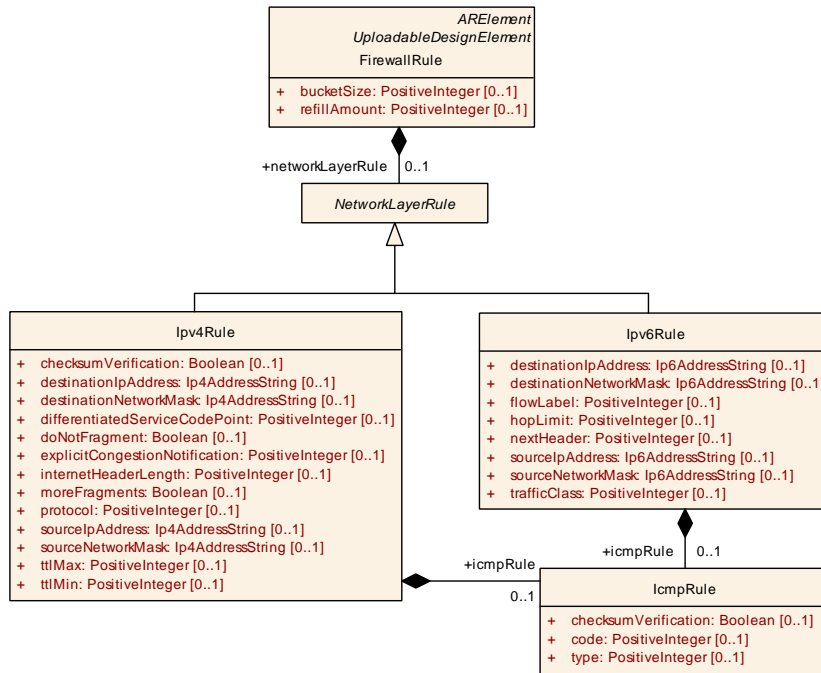 ARElement
UploadableDesignElement
FirewallRule
+ bucketSize: PositiveInteger [0..1]
+ refillAmount: PositiveInteger [0..1]
+networkLayerRule 0..1
NetworkLayerRule
Ipv4Rule
+ checksumVerification: Boolean [0..1]
+ destinationIpAddress: Ip4AddressString [0..1]
+ destinationNetworkMask: Ip4AddressString [0..1]
+ differentiatedServiceCodePoint: PositiveInteger [0..1]
+ doNotFragment: Boolean [0..1]
+ explicitCongestionNotification: PositiveInteger [0..1]
+ internetHeaderLength: PositiveInteger [0..1]
+ moreFragments: Boolean [0..1]
+ protocol: PositiveInteger [0..1]
+ sourceIpAddress: Ip4AddressString [0..1]
+ sourceNetworkMask: Ip4AddressString [0..1]
+ ttlMax: PositiveInteger [0..1]
+ ttlMin: PositiveInteger [0..1]
Ipv6Rule
+ destinationIpAddress: Ip6AddressString [0..1]
+ destinationNetworkMask: Ip6AddressString [0..1
+ flowLabel: PositiveInteger [0..1]
+ hopLimit: PositiveInteger [0..1]
+ nextHeader: PositiveInteger [0..1]
+ sourceIpAddress: Ip6AddressString [0..1]
+ sourceNetworkMask: Ip6AddressString [0..1]
+ trafficClass: PositiveInteger [0..1]
+icmpRule 0..1
+icmpRule
0..1
IcmpRule
+ checksumVerification: Boolean [0..1]
+ code: PositiveInteger [0..1]
+ type: PositiveInteger [0..1]